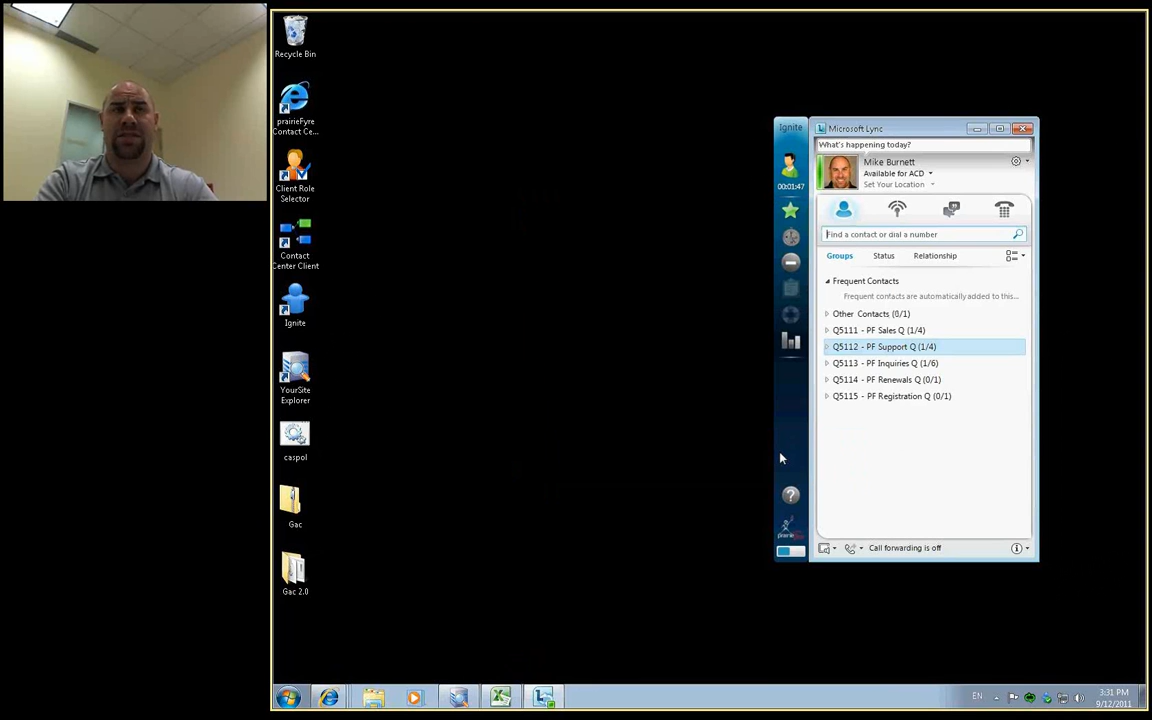 Recycle Bin
prairieFyre
Contact Ce...
Client Role
Selector
Contact
Center Client
Ignite
YourSite
Explorer
caspol
Gac
Gac 2.0
Ignite
00:01:47
Microsoft Lync
What's happening today?
Mike Burnett
Available for ACD
Set Your Location
Find a contact or dial a number
Groups Status Relationship
Frequent Contacts
Frequent contacts are automatically added to this...
Other Contacts (0/1)
Q5111 - PF Sales Q (1/4)
Q5112 - PF Support Q (1/4)
Q5113 - PF Inquiries Q (1/6)
Q5114 - PF Renewals Q (0/1)
Q5115 - PF Registration Q (0/1)
Call forwarding is off
EN
3:31 PM
9/12/2011